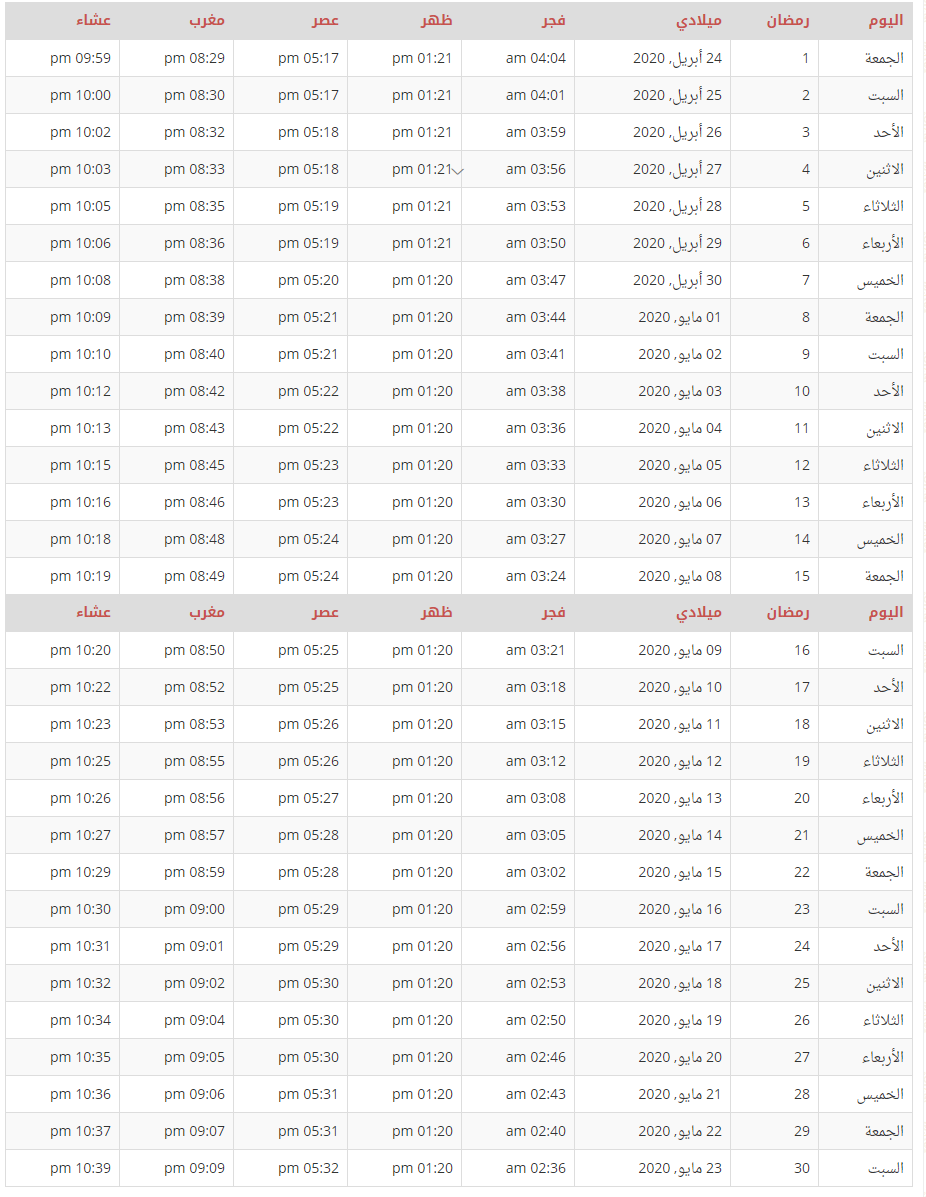 اليوم رمضان ميلادي فجر ظهر عصر مغرب عشاء
الجمعة 1 24 أبريل, 2020 04:04 am 01:21 pm 05:17 pm 08:29 pm 09:59 pm
السبت 2 25 أبريل, 2020 04:01 am 01:21 pm 05:17 pm 08:30 pm 10:00 pm
الأحد 3 26 أبريل, 2020 03:59 am 01:21 pm 05:18 pm 08:32 pm 10:02 pm
الاثنين 4 27 أبريل, 2020 03:56 am 01:21 pm 05:18 pm 08:33 pm 10:03 pm
الثلاثاء 5 28 أبريل, 2020 03:53 am 01:21 pm 05:19 pm 08:35 pm 10:05 pm
الأربعاء 6 29 أبريل, 2020 03:50 am 01:21 pm 05:19 pm 08:36 pm 10:06 pm
الخميس 7 30 أبريل, 2020 03:47 am 01:20 pm 05:20 pm 08:38 pm 10:08 pm
الجمعة 8 01 مايو, 2020 03:44 am 01:20 pm 05:21 pm 08:39 pm 10:09 pm
السبت 9 02 مايو, 2020 03:41 am 01:20 pm 05:21 pm 08:40 pm 10:10 pm
الأحد 10 03 مايو, 2020 03:38 am 01:20 pm 05:22 pm 08:42 pm 10:12 pm
الاثنين 11 04 مايو, 2020 03:36 am 01:20 pm 05:22 pm 08:43 pm 10:13 pm
الثلاثاء 12 05 مايو, 2020 03:33 am 01:20 pm 05:23 pm 08:45 pm 10:15 pm
الأربعاء 13 06 مايو, 2020 03:30 am 01:20 pm 05:23 pm 08:46 pm 10:16 pm
الخميس 14 07 مايو, 2020 03:27 am 01:20 pm 05:24 pm 08:48 pm 10:18 pm
الجمعة 15 08 مايو, 2020 03:24 am 01:20 pm 05:24 pm 08:49 pm 10:19 pm
اليوم رمضان ميلادي فجر ظهر عصر مغرب عشاء
السبت 16 09 مايو, 2020 03:21 am 01:20 pm 05:25 pm 08:50 pm 10:20 pm
الأحد 17 10 مايو, 2020 03:18 am 01:20 pm 05:25 pm 08:52 pm 10:22 pm
الاثنين 18 11 مايو, 2020 03:15 am 01:20 pm 05:26 pm 08:53 pm 10:23 pm
الثلاثاء 19 12 مايو, 2020 03:12 am 01:20 pm 05:26 pm 08:55 pm 10:25 pm
الأربعاء 20 13 مايو, 2020 03:08 am 01:20 pm 05:27 pm 08:56 pm 10:26 pm
الخميس 21 14 مايو, 2020 03:05 am 01:20 pm 05:28 pm 08:57 pm 10:27 pm
الجمعة 22 15 مايو, 2020 03:02 am 01:20 pm 05:28 pm 08:59 pm 10:29 pm
السبت 23 16 مايو, 2020 02:59 am 01:20 pm 05:29 pm 09:00 pm 10:30 pm
الأحد 24 17 مايو, 2020 02:56 am 01:20 pm 05:29 pm 09:01 pm 10:31 pm
الاثنين 25 18 مايو, 2020 02:53 am 01:20 pm 05:30 pm 09:02 pm 10:32 pm
الثلاثاء 26 19 مايو, 2020 02:50 am 01:20 pm 05:30 pm 09:04 pm 10:34 pm
الأربعاء 27 20 مايو, 2020 02:46 am 01:20 pm 05:30 pm 09:05 pm 10:35 pm
الخميس 28 21 مايو, 2020 02:43 am 01:20 pm 05:31 pm 09:06 pm 10:36 pm
الجمعة 29 22 مايو, 2020 02:40 am 01:20 pm 05:31 pm 09:07 pm 10:37 pm
السبت 30 23 مايو, 2020 02:36 am 01:20 pm 05:32 pm 09:09 pm 10:39 pm